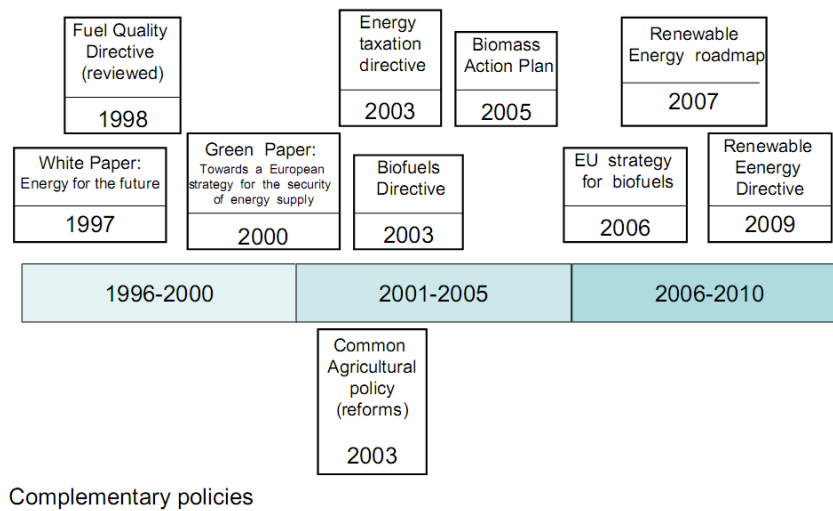 Fuel Quality
Directive
(reviewed)
1998
Energy
taxation
directive
2003
Biomass
Action Plan
2005
Renewable
Energy roadmap
2007
White Paper:
Energy for the future
1997
Green Paper:
Towards a European
strategy for the security
of energy supply
2000
Biofuels
Directive
2003
EU strategy
for biofuels
2006
Renewable
Eenergy
Directive
2009
1996-2000
2001-2005
2006-2010
Common
Agricultural
policy
(reforms)
2003
Complementary policies